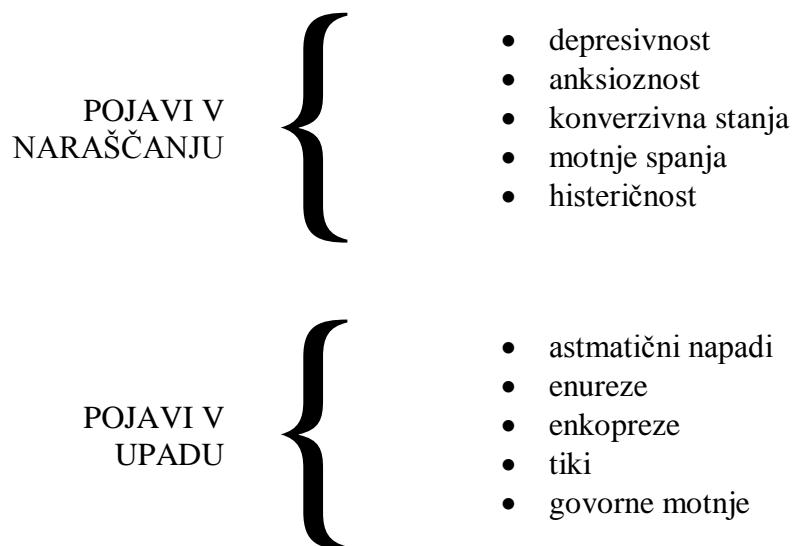 POJAVI V
NARAŠČANJU
• depresivnost
• anksioznost
• konverzivna stanja
• motnje spanja
• histeričnost
POJAVI V
UPADU
• astmatični napadi
• enureze
• enkopreze
• tiki
• govorne motnje